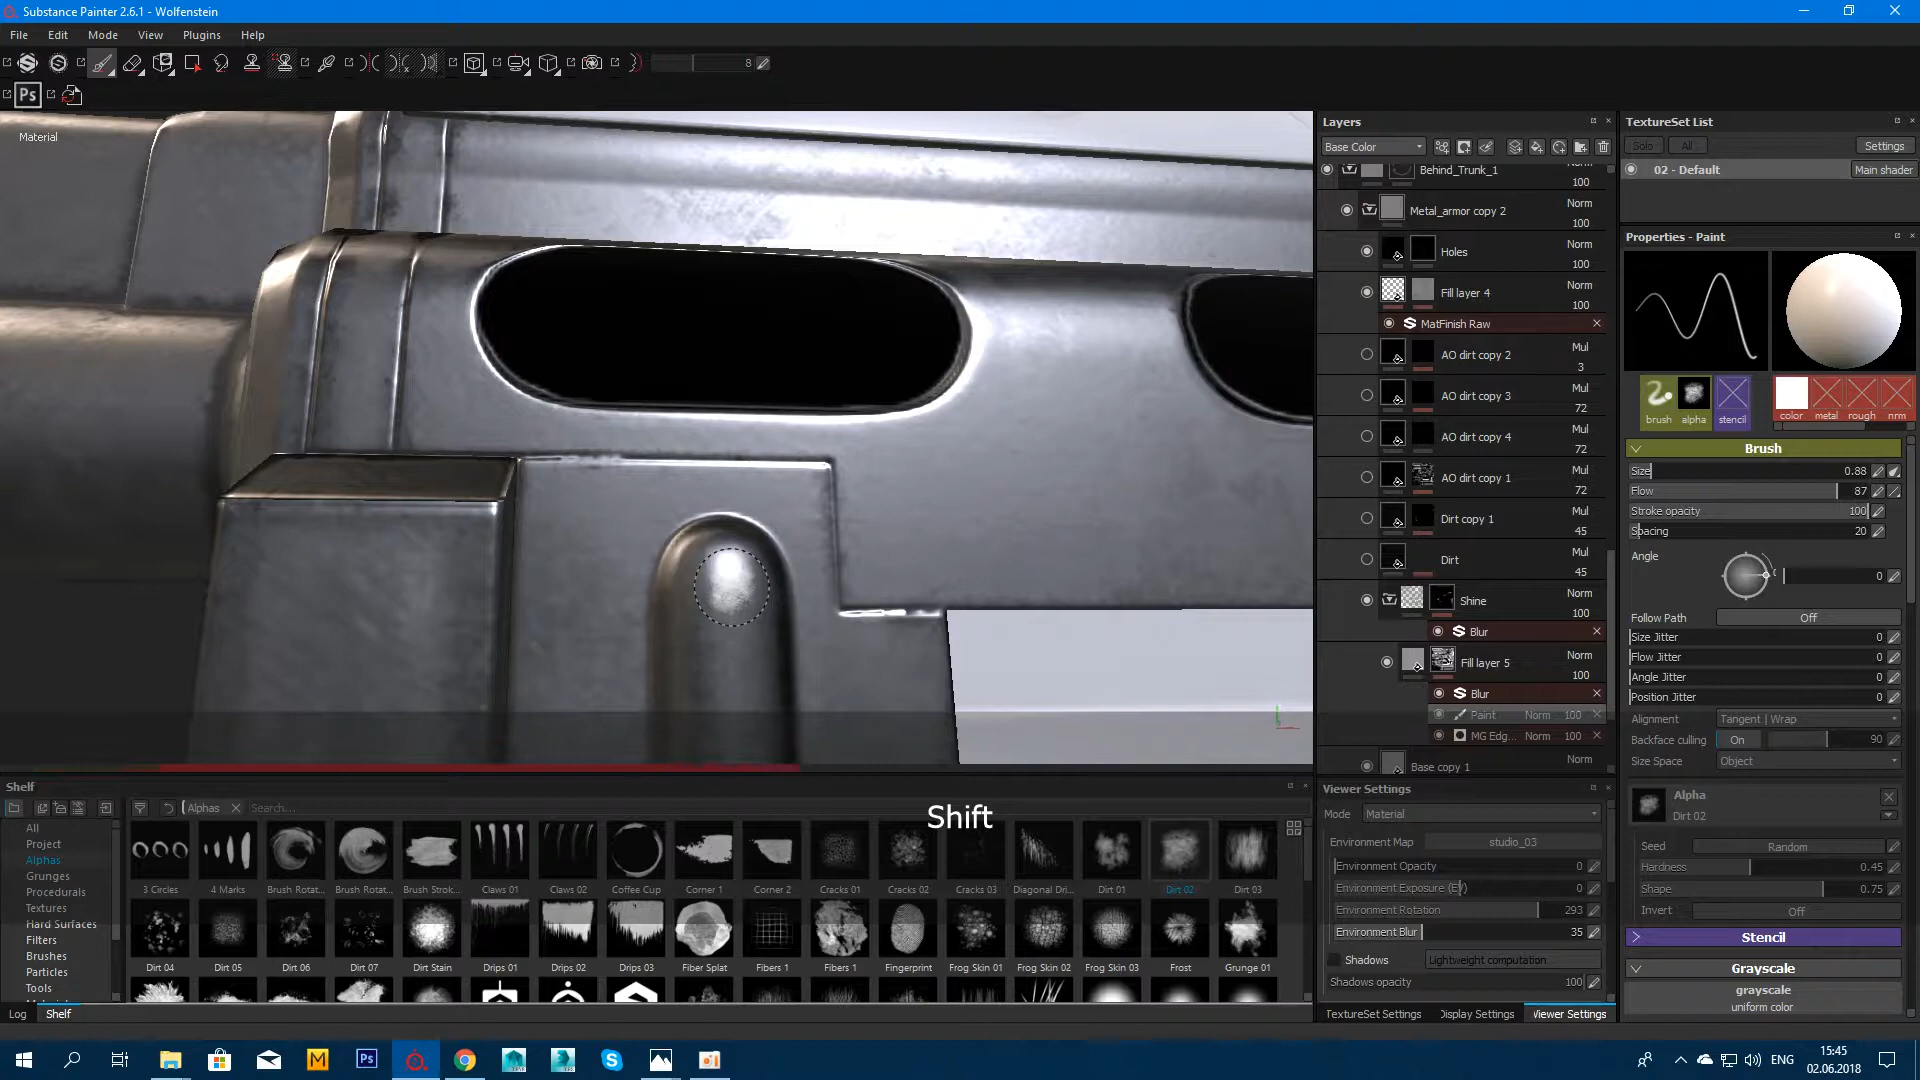 Substance Painter 2.6.1 - Wolfenstein
File Edit Mode View Plugins Help
8
Ps
Material
Layers
Base Color
Behind_Trunk_1 Norm 100
Metal_armor copy 2 Norm 100
Holes Norm 100
Fill layer 4 Norm 100
MatFinish Raw
AO dirt copy 2 Mul 3
AO dirt copy 3 Mul 72
AO dirt copy 4 Mul 72
AO dirt copy 1 Mul 72
Dirt copy 1 Mul 45
Dirt Mul 45
Shine Norm 100
Blur
Fill layer 5 Norm 100
Blur
Paint Norm 100
MG Edg... Norm 100
Base copy 1 Norm
TextureSet List
Solo All Settings
02 - Default Main shader
Properties - Paint
brush alpha stencil color metal rough nrm
Brush
Size 0.88
Flow 87
Stroke opacity 100
Spacing 20
Angle 0
Follow Path Off
Size Jitter 0
Flow Jitter 0
Angle Jitter 0
Position Jitter 0
Alignment Tangent | Wrap
Backface culling On 90
Size Space Object
Alpha
Dirt 02
Seed Random
Hardness 0.45
Shape 0.75
Invert Off
Stencil
Grayscale
grayscale
uniform color
Shelf
Alphas Search...
Shift
All
Project
Alphas
Grunges
Procedurals
Textures
Hard Surfaces
Filters
Brushes
Particles
Tools
3 Circles 4 Marks Brush Rotat... Brush Rotat... Brush Strok... Claws 01 Claws 02 Coffee Cup Corner 1 Corner 2 Cracks 01 Cracks 02 Cracks 03 Diagonal Dri... Dirt 01 Dirt 02 Dirt 03
Dirt 04 Dirt 05 Dirt 06 Dirt 07 Dirt Stain Drips 01 Drips 02 Drips 03 Fiber Splat Fibers 1 Fibers 1 Fingerprint Frog Skin 01 Frog Skin 02 Frog Skin 03 Frost Grunge 01
Log Shelf
Viewer Settings
Mode Material
Environment Map studio_03
Environment Opacity 0
Environment Exposure (EV) 0
Environment Rotation 293
Environment Blur 35
Shadows Lightweight computation
Shadows opacity 100
TextureSet Settings Display Settings Viewer Settings
M Ps ENG
15:45
02.06.2018